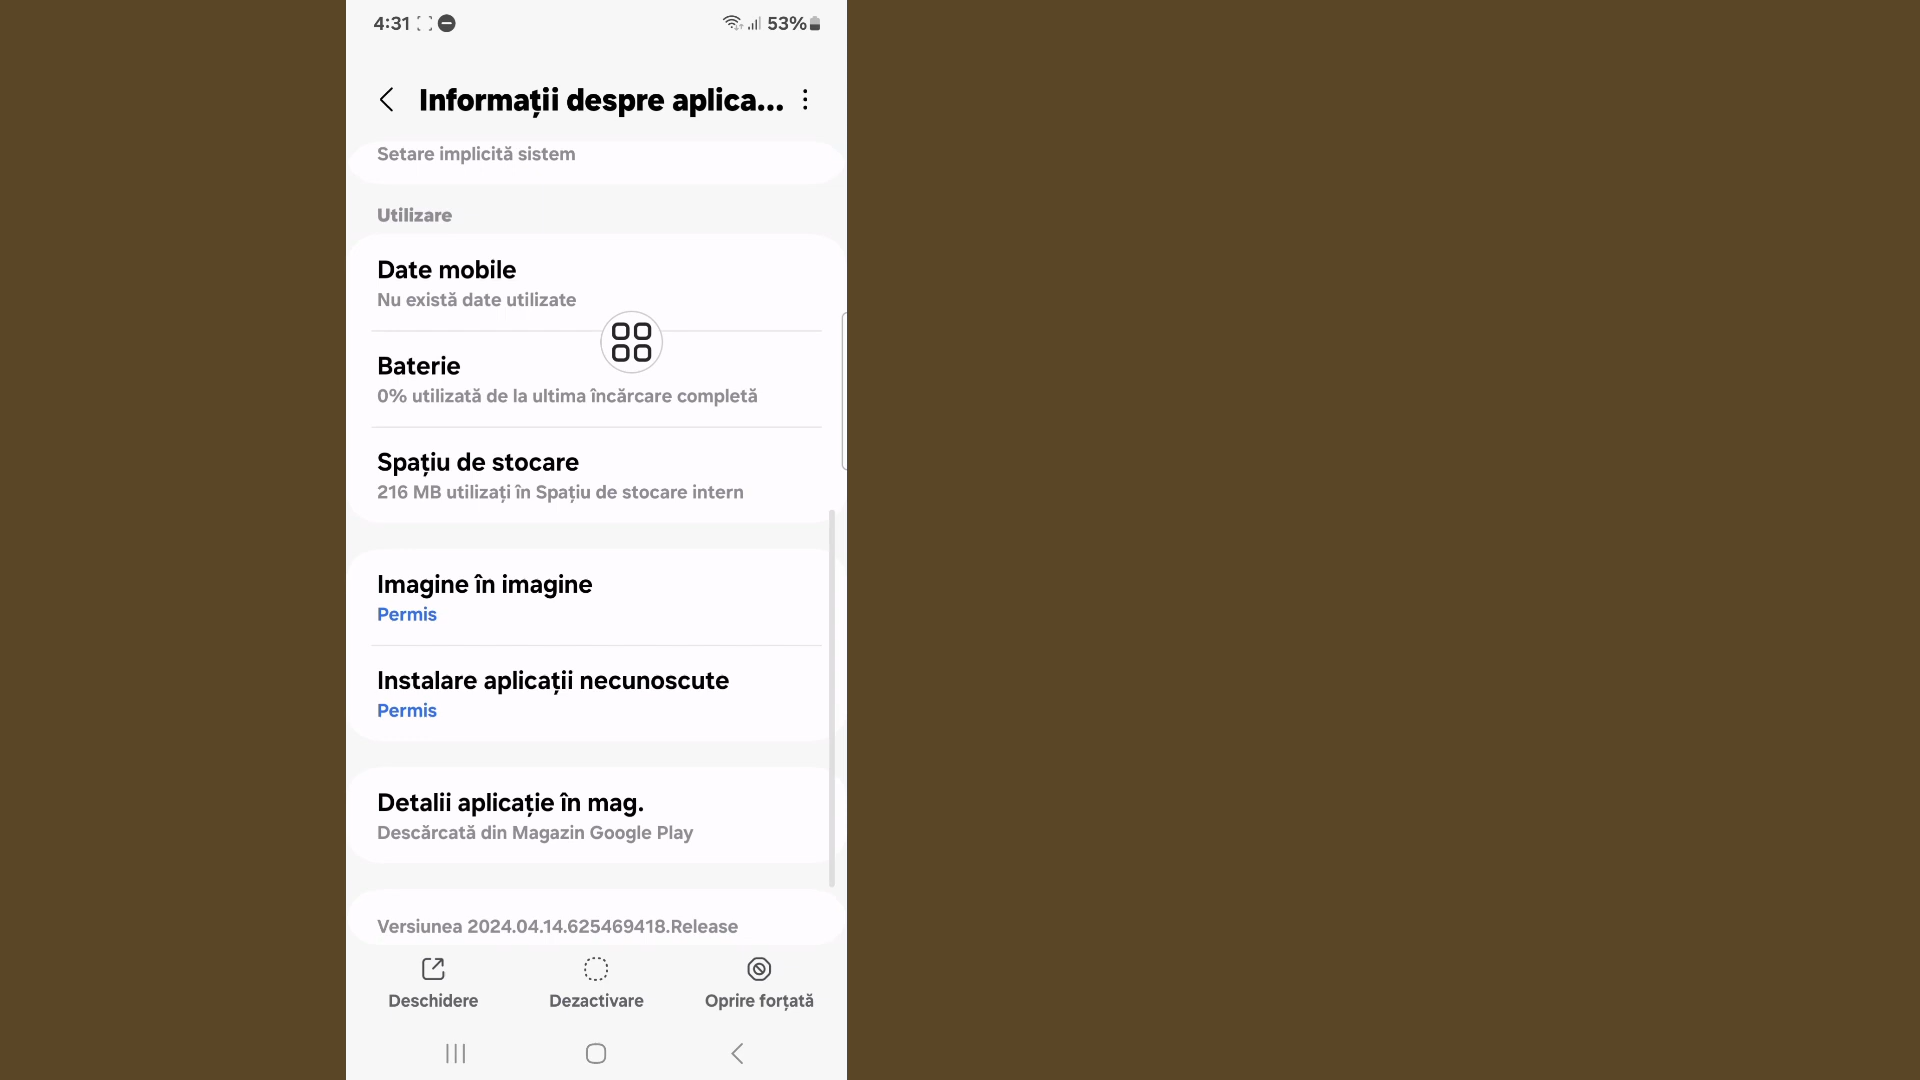 4:31 53%
Informații despre aplica...
Setare implicită sistem
Utilizare
Date mobile
Nu există date utilizate
Baterie
0% utilizată de la ultima încărcare completă
Spațiu de stocare
216 MB utilizați în Spațiu de stocare intern
Imagine în imagine
Permis
Instalare aplicații necunoscute
Permis
Detalii aplicație în mag.
Descărcată din Magazin Google Play
Versiunea 2024.04.14.625469418.Release
Deschidere Dezactivare Oprire forțată